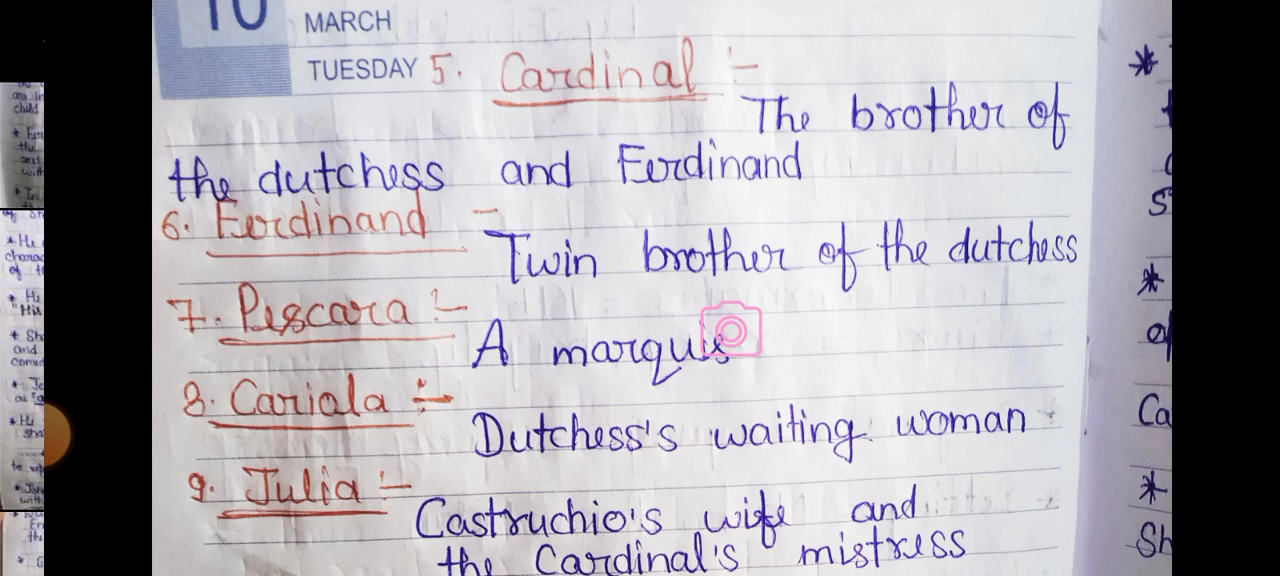 10
MARCH
TUESDAY 5. Cardinal :-
The brother of
the dutchess and Ferdinand
6. Ferdinand -
Twin brother of the dutchess
7. Pescara :-
A marquis
8. Cariola :-
Dutchess's waiting woman
9. Julia :-
Castruchio's wife and
the Cardinal's mistress